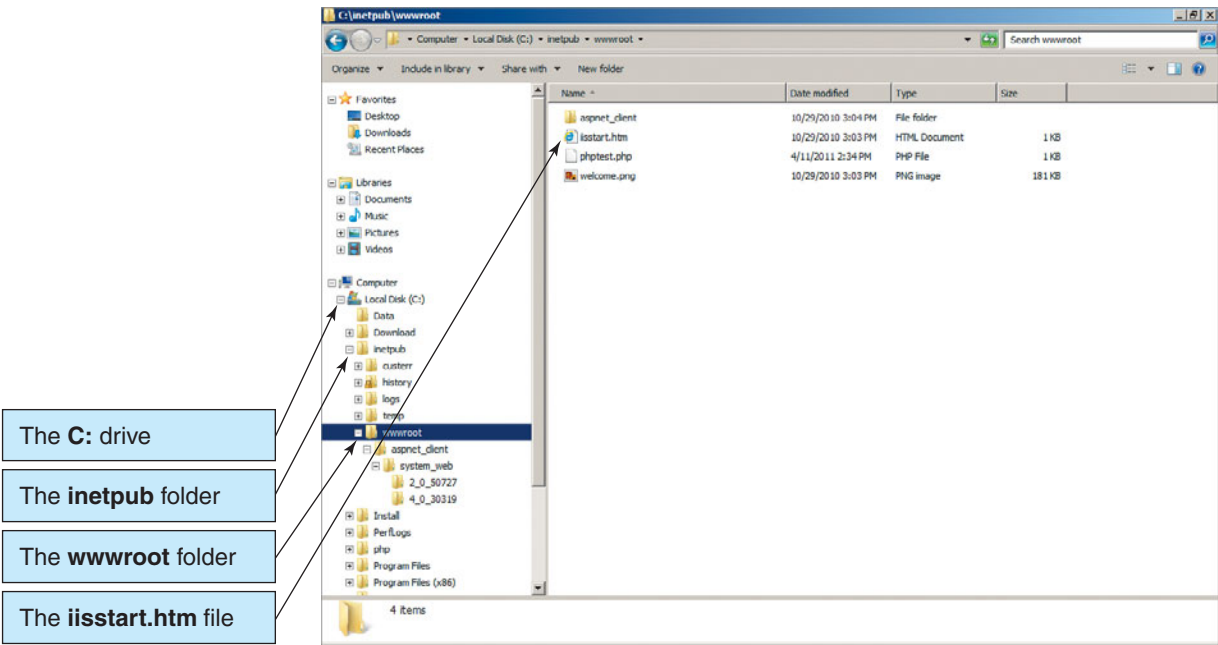 C:\inetpub\wwwroot
Computer Local Disk (C:) inetpub wwwroot
Search wwwroot
Organize Include in library Share with New folder
Favorites
Desktop
Downloads
Recent Places
Libraries
Documents
Music
Pictures
Videos
Computer
Local Disk (C:)
Data
Download
inetpub
custerr
history
logs
temp
wwwroot
aspnet_client
system_web
2_0_50727
4_0_30319
Install
PerfLogs
php
Program Files
Program Files (x86)
Name Date modified Type Size
aspnet_client 10/29/2010 3:04 PM File folder
iisstart.htm 10/29/2010 3:03 PM HTML Document 1 KB
phptest.php 4/11/2011 2:34 PM PHP File 1 KB
welcome.png 10/29/2010 3:03 PM PNG image 181 KB
4 items
The C: drive
The inetpub folder
The wwwroot folder
The iisstart.htm file